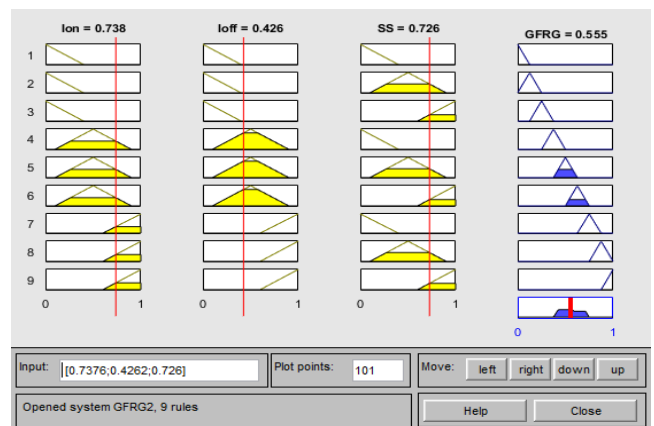 Ion = 0.738 Ioff = 0.426 SS = 0.726 GFRG = 0.555
1
2
3
4
5
6
7
8
9
0 1 0 1 0 1
0 1
Input: [0.7376;0.4262;0.726] Plot points: 101 Move: left right down up
Opened system GFRG2, 9 rules Help Close